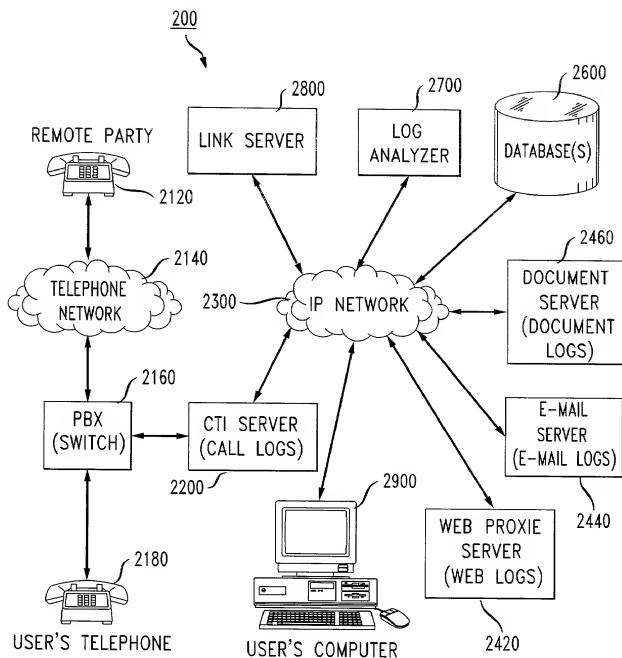 200
2800
LINK SERVER
2700
LOG
ANALYZER
2600
DATABASE(S)
REMOTE PARTY
2120
2140
TELEPHONE
NETWORK
2300
IP NETWORK
2460
DOCUMENT
SERVER
(DOCUMENT
LOGS)
2160
PBX
(SWITCH)
CTI SERVER
(CALL LOGS)
2200
E-MAIL
SERVER
(E-MAIL LOGS)
2440
2900
WEB PROXIE
SERVER
(WEB LOGS)
2420
2180
USER'S TELEPHONE
USER'S COMPUTER